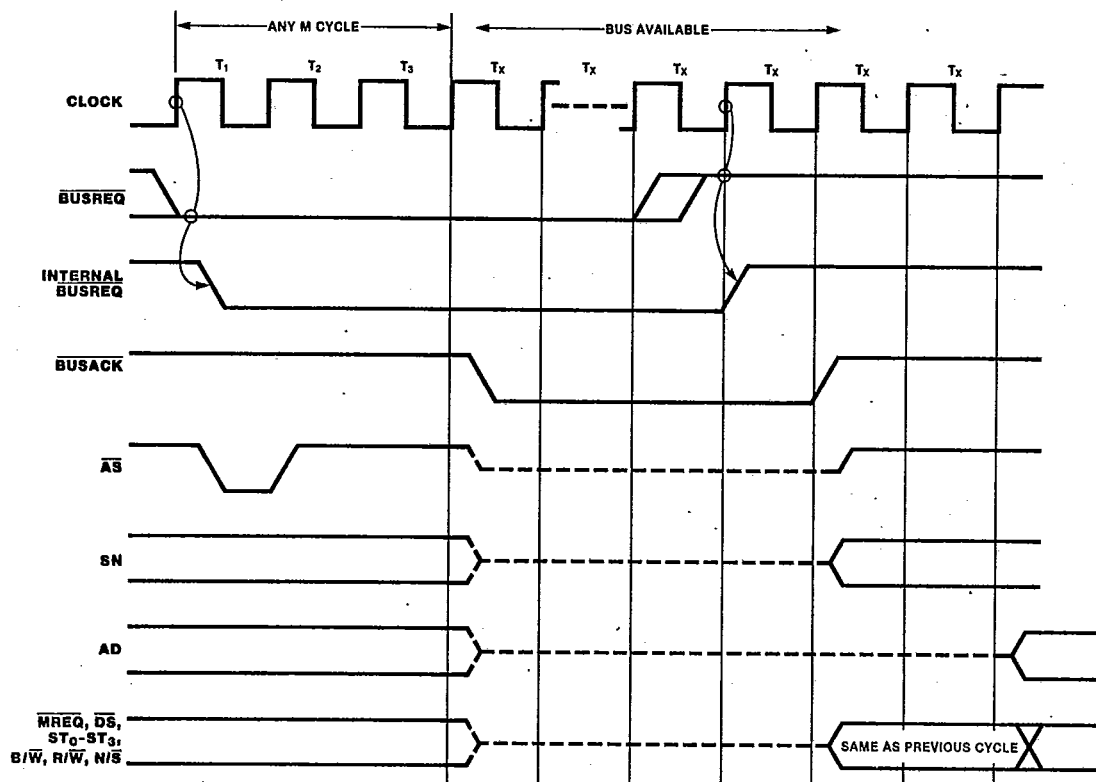 ANY M CYCLE BUS AVAILABLE
T1 T2 T3 TX TX TX TX TX TX
CLOCK
BUSREQ
INTERNAL
BUSREQ
BUSACK
AS
SN
AD
MREQ, DS,
ST0-ST3,
B/W, R/W, N/S
SAME AS PREVIOUS CYCLE